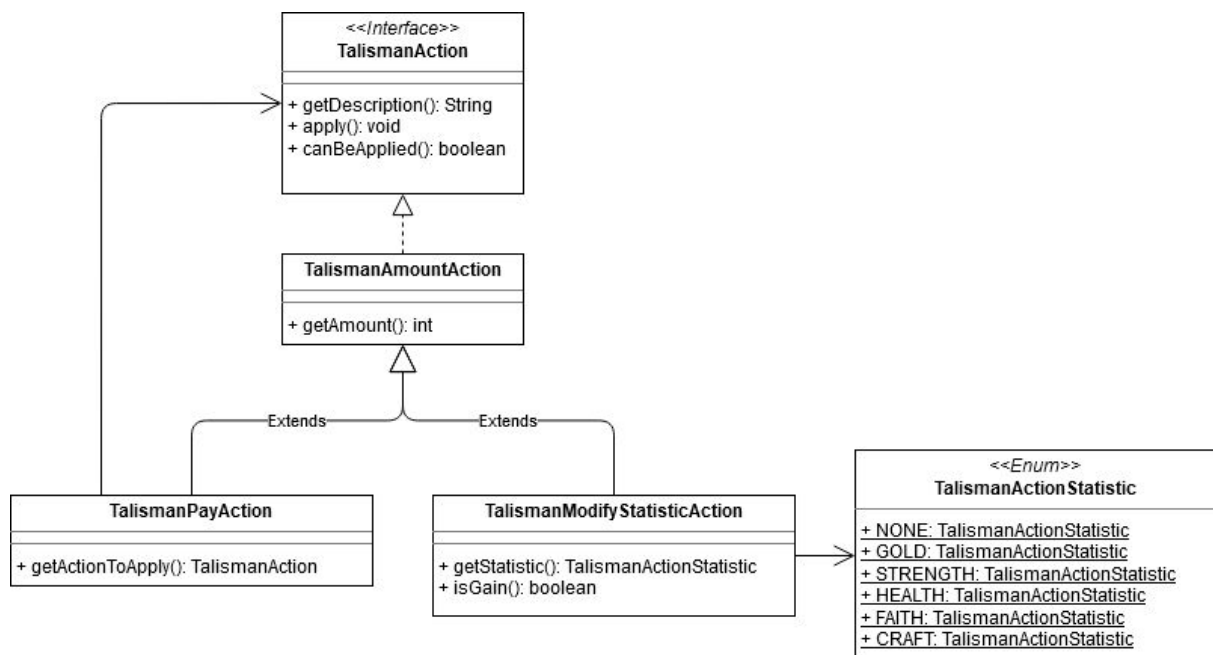 <<Interface>>
TalismanAction
+ getDescription(): String
+ apply(): void
+ canBeApplied(): boolean
TalismanAmountAction
+ getAmount(): int
Extends
Extends
TalismanPayAction
+ getActionToApply(): TalismanAction
TalismanModifyStatisticAction
+ getStatistic(): TalismanActionStatistic
+ isGain(): boolean
<<Enum>>
TalismanActionStatistic
+ NONE: TalismanActionStatistic
+ GOLD: TalismanActionStatistic
+ STRENGTH: TalismanActionStatistic
+ HEALTH: TalismanActionStatistic
+ FAITH: TalismanActionStatistic
+ CRAFT: TalismanActionStatistic